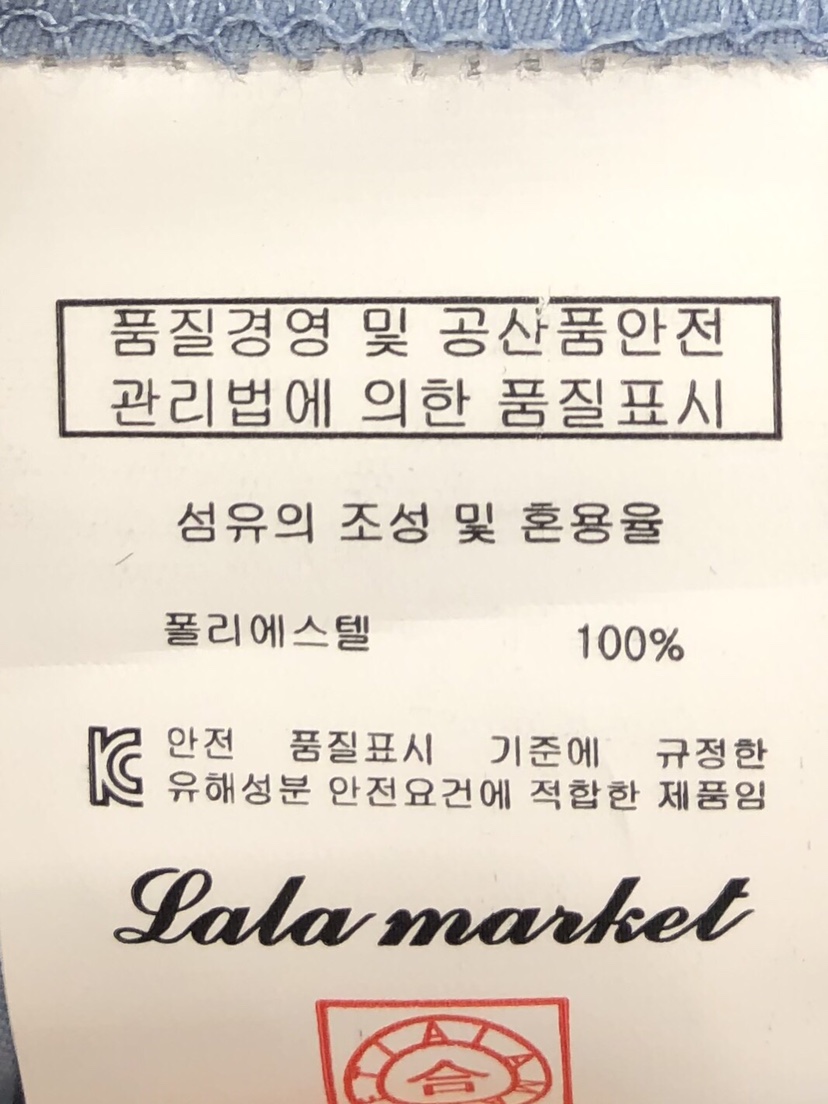 품질경영 및 공산품안전
관리법에 의한 품질표시
섬유의 조성 및 혼용율
폴리에스텔 100%
KC 안전 품질표시 기준에 규정한
유해성분 안전요건에 적합한 제품임
Lala market
合